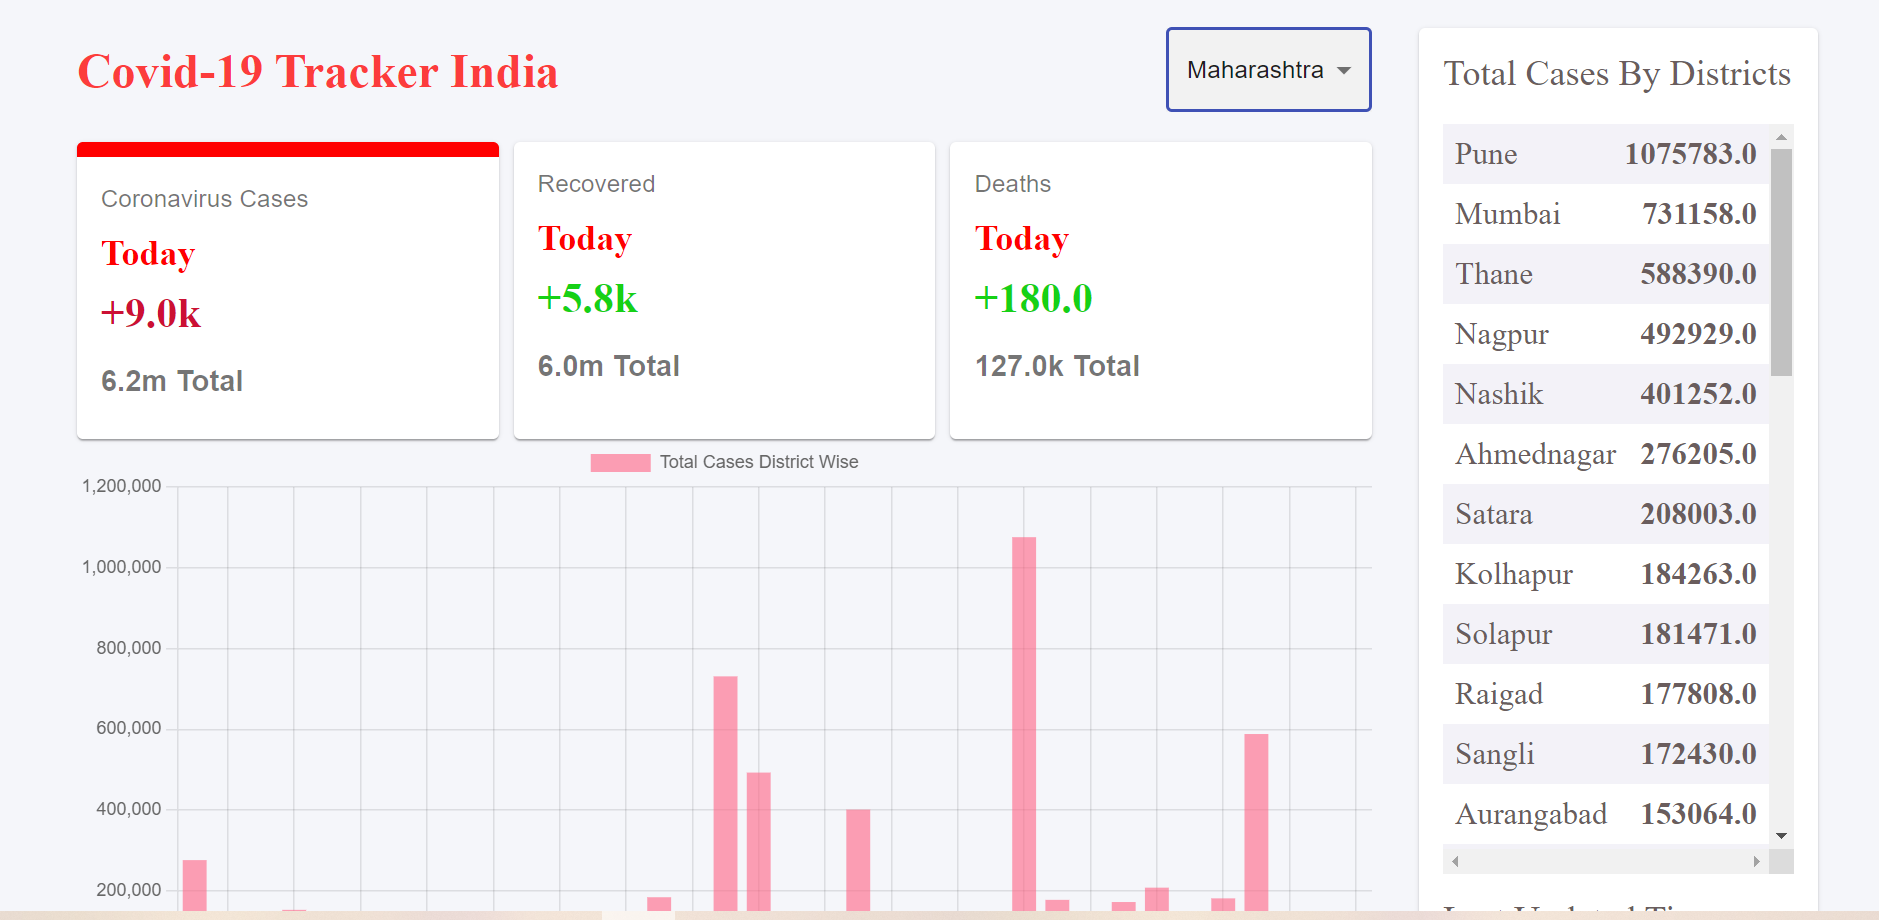 Covid-19 Tracker India
Maharashtra
Coronavirus Cases
Today
+9.0k
6.2m Total
Recovered
Today
+5.8k
6.0m Total
Deaths
Today
+180.0
127.0k Total
Total Cases District Wise
1,200,000
1,000,000
800,000
600,000
400,000
200,000
Total Cases By Districts
Pune 1075783.0
Mumbai 731158.0
Thane 588390.0
Nagpur 492929.0
Nashik 401252.0
Ahmednagar 276205.0
Satara 208003.0
Kolhapur 184263.0
Solapur 181471.0
Raigad 177808.0
Sangli 172430.0
Aurangabad 153064.0